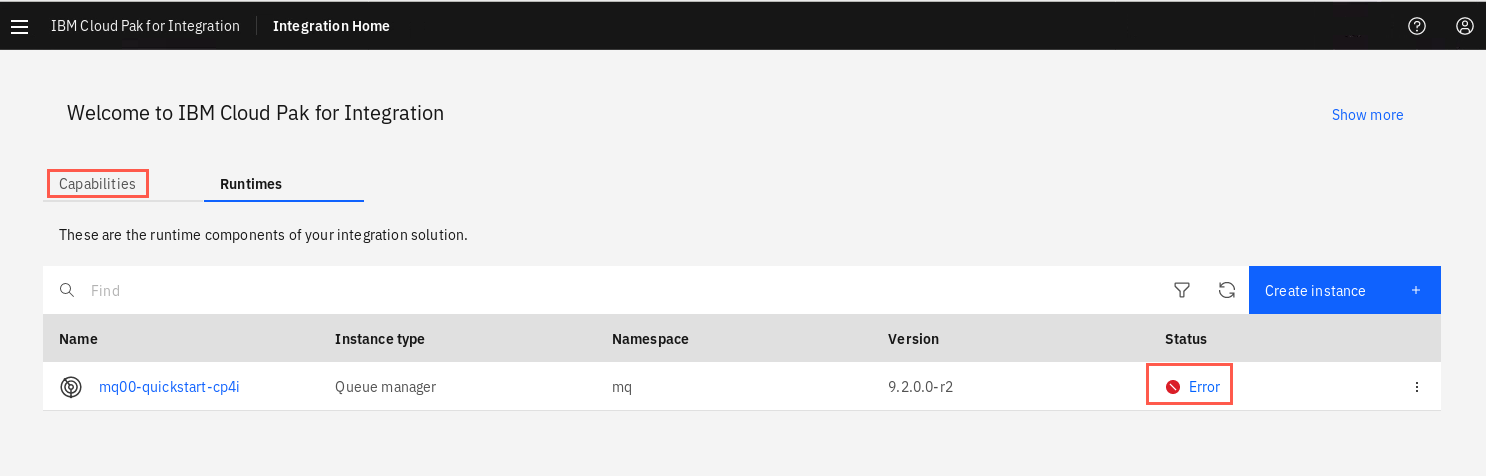 IBM Cloud Pak for Integration Integration Home
Welcome to IBM Cloud Pak for Integration
Show more
Capabilities Runtimes
These are the runtime components of your integration solution.
Find
Create instance +
Name Instance type Namespace Version Status
mq00-quickstart-cp4i Queue manager mq 9.2.0.0-r2 Error